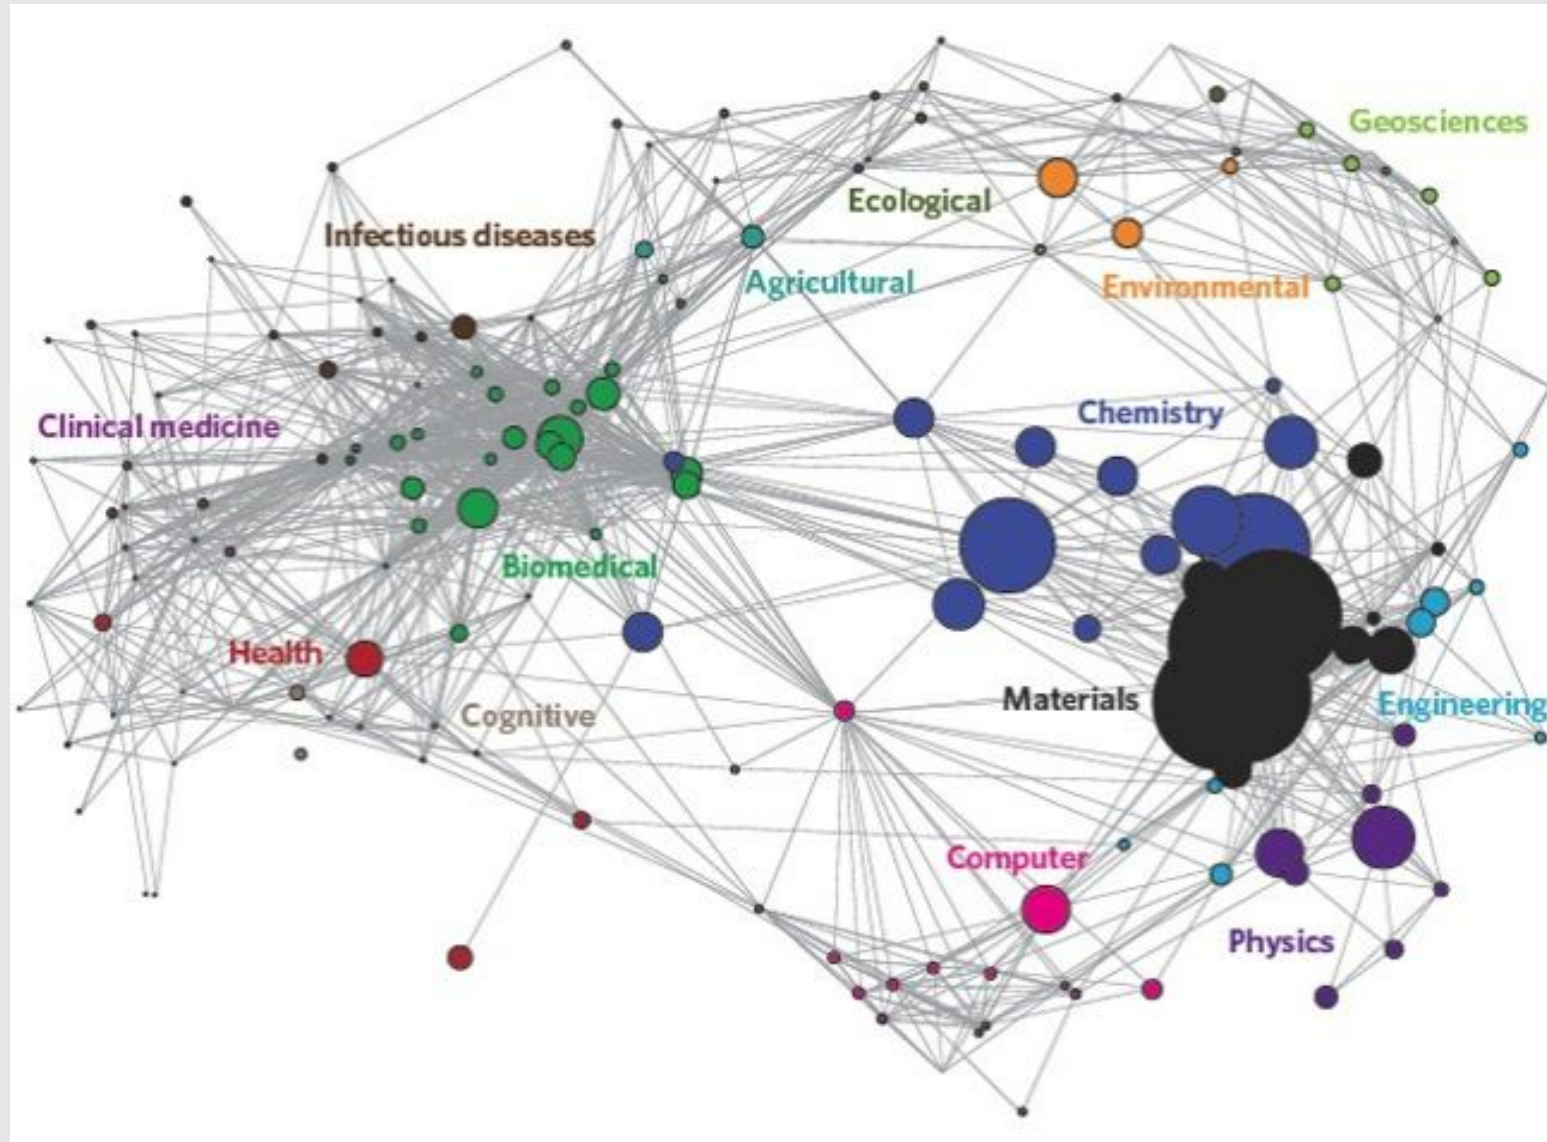 Geosciences
Ecological
Infectious diseases
Agricultural
Environmental
Chemistry
Clinical medicine
Biomedical
Health
Materials
Engineering
Cognitive
Computer
Physics